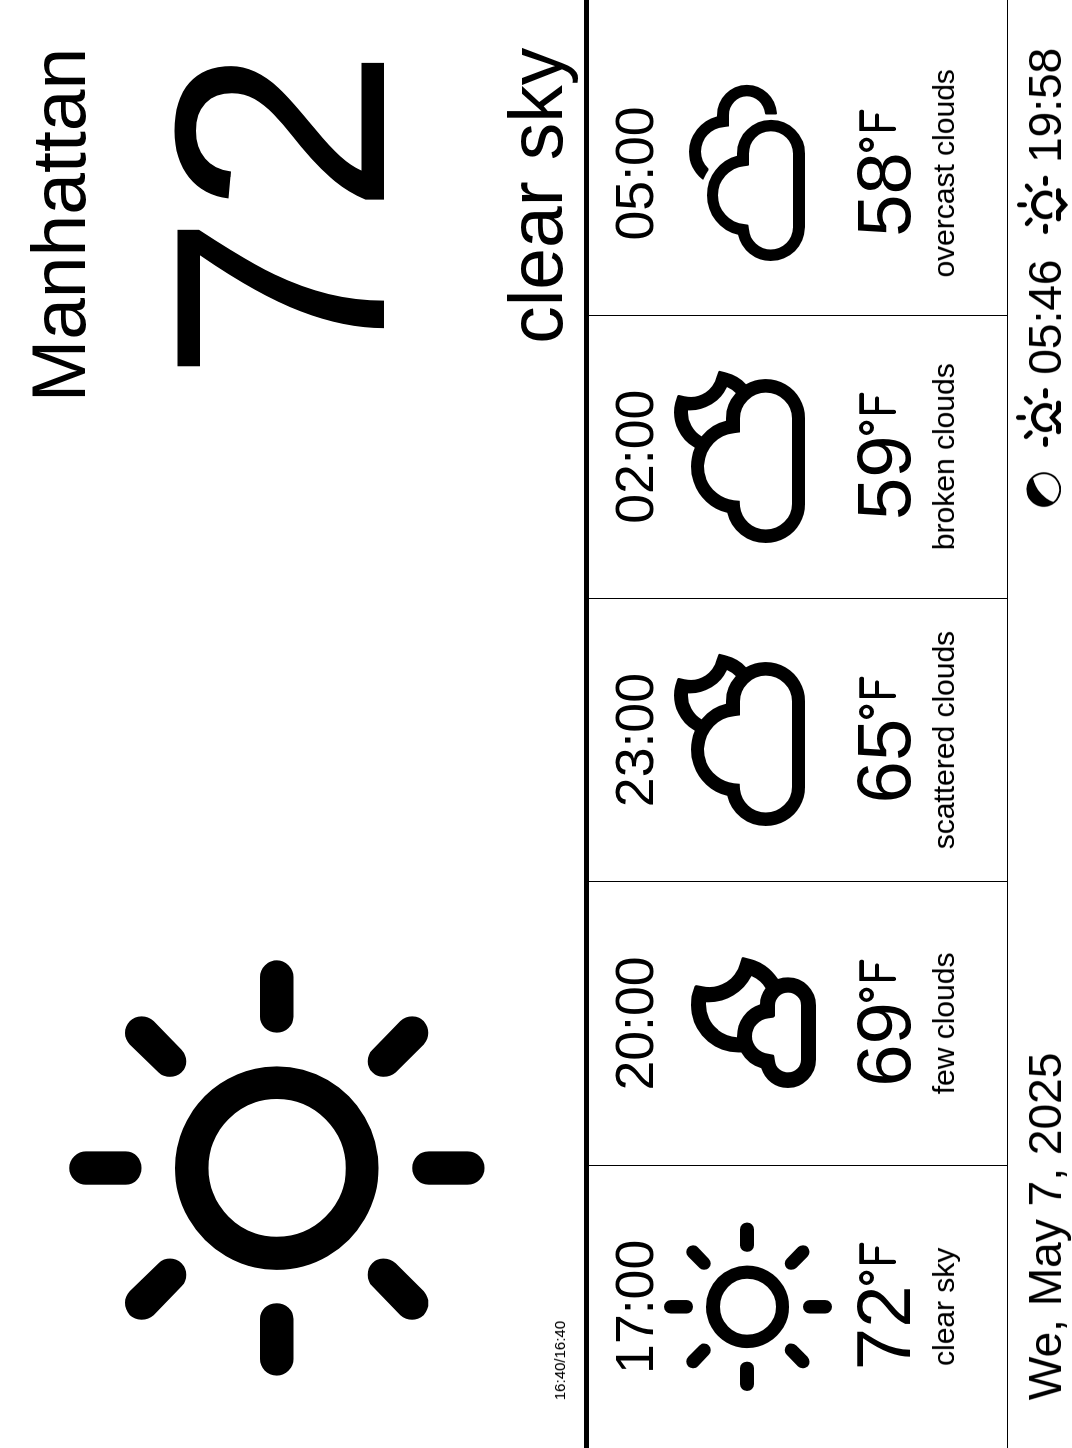 Manhattan
72
clear sky
16:40/16:40
17:00
72°F
clear sky
20:00
69°F
few clouds
23:00
65°F
scattered clouds
02:00
59°F
broken clouds
05:00
58°F
overcast clouds
We, May 7, 2025
05:46
19:58